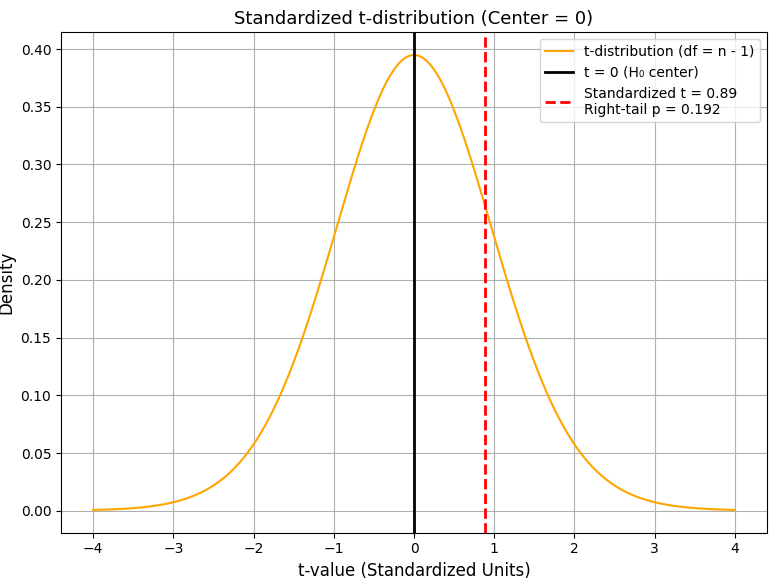 Standardized t-distribution (Center = 0)
t-distribution (df = n - 1)
t = 0 (H₀ center)
Standardized t = 0.89
Right-tail p = 0.192
Density
0.40
0.35
0.30
0.25
0.20
0.15
0.10
0.05
0.00
−4 −3 −2 −1 0 1 2 3 4
t-value (Standardized Units)